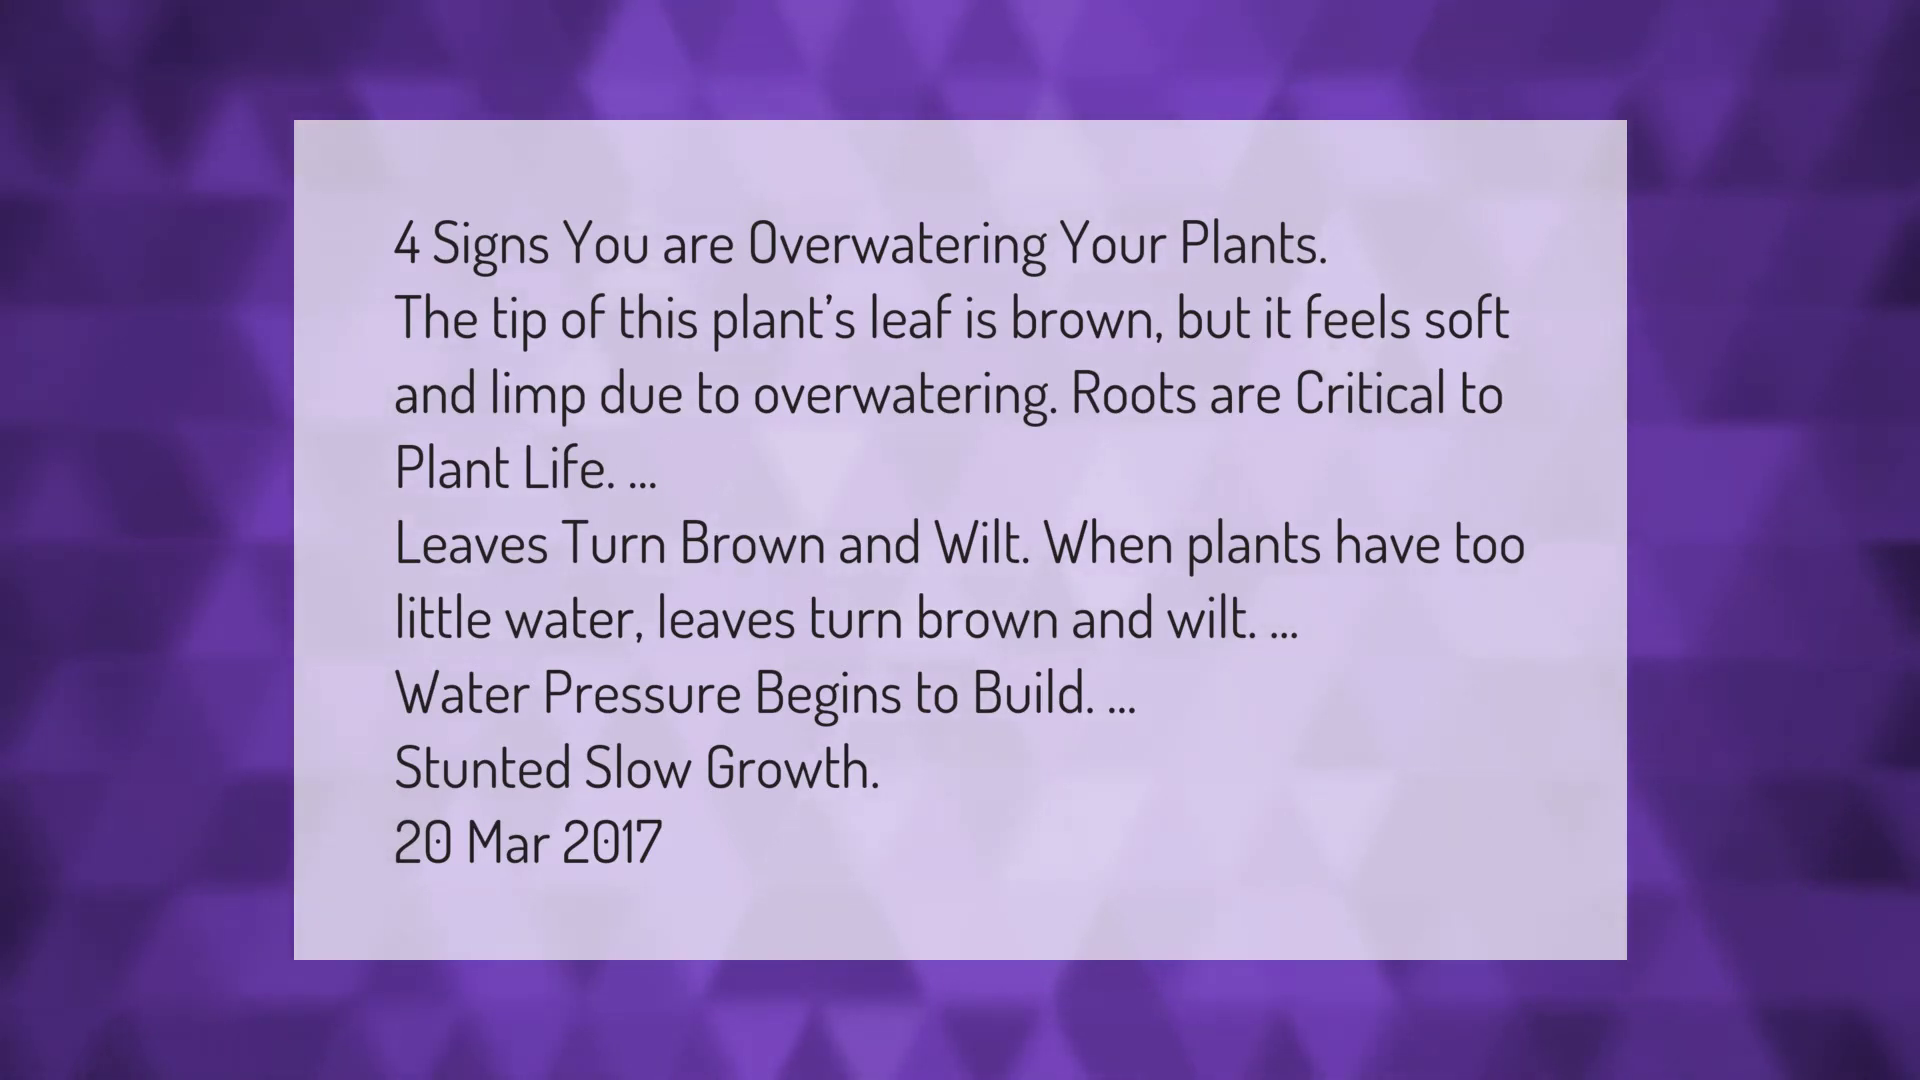 4 Signs You are Overwatering Your Plants.
The tip of this plant’s leaf is brown, but it feels soft
and limp due to overwatering. Roots are Critical to
Plant Life. ...
Leaves Turn Brown and Wilt. When plants have too
little water, leaves turn brown and wilt. ...
Water Pressure Begins to Build. ...
Stunted Slow Growth.
20 Mar 2017